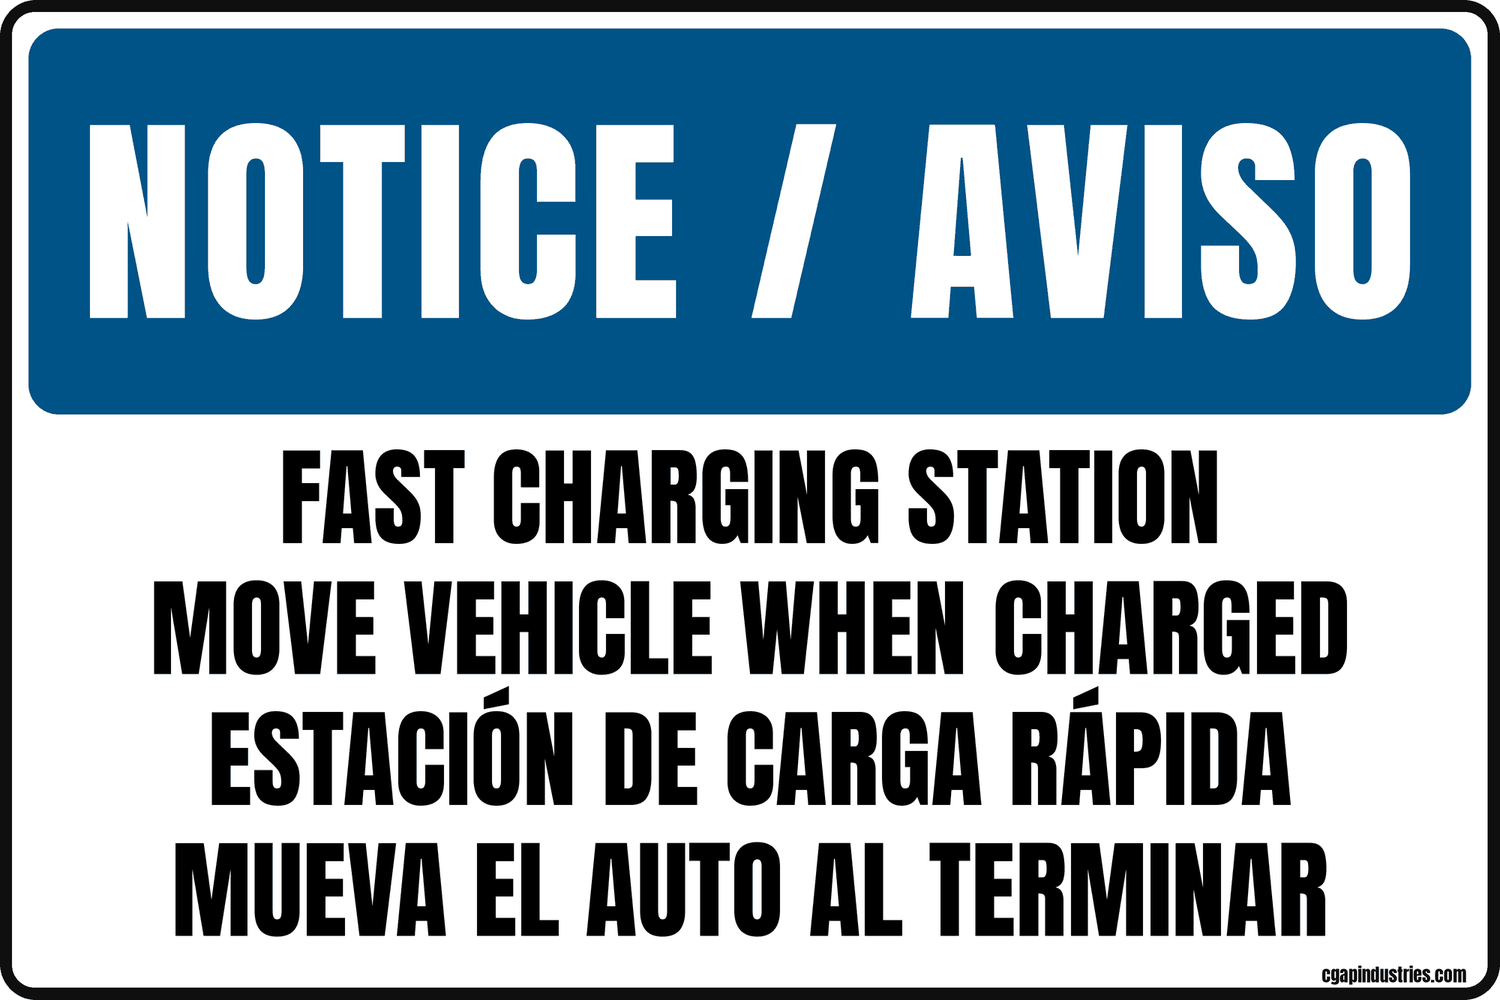 NOTICE / AVISO
FAST CHARGING STATION
MOVE VEHICLE WHEN CHARGED
ESTACIÓN DE CARGA RÁPIDA
MUEVA EL AUTO AL TERMINAR
cgapindustries.com